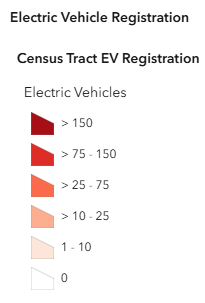 Electric Vehicle Registration
Census Tract EV Registration
Electric Vehicles
> 150
> 75 - 150
> 25 - 75
> 10 - 25
1 - 10
0